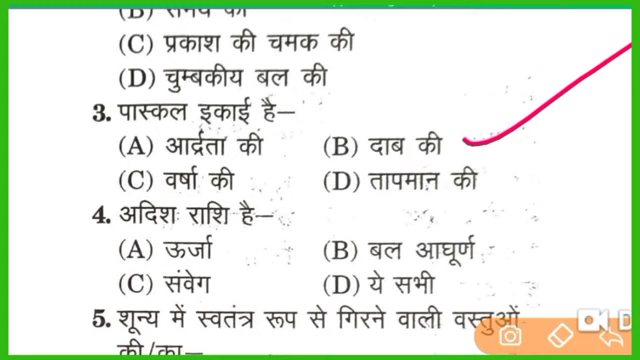 (B) समय की
(C) प्रकाश की चमक की
(D) चुम्बकीय बल की
3. पास्कल इकाई है–
(A) आर्द्रता की (B) दाब की
(C) वर्षा की (D) तापमान की
4. अदिश राशि है–
(A) ऊर्जा (B) बल आघूर्ण
(C) संवेग (D) ये सभी
5. शून्य में स्वतंत्र रूप से गिरने वाली वस्तुओं
की/का–